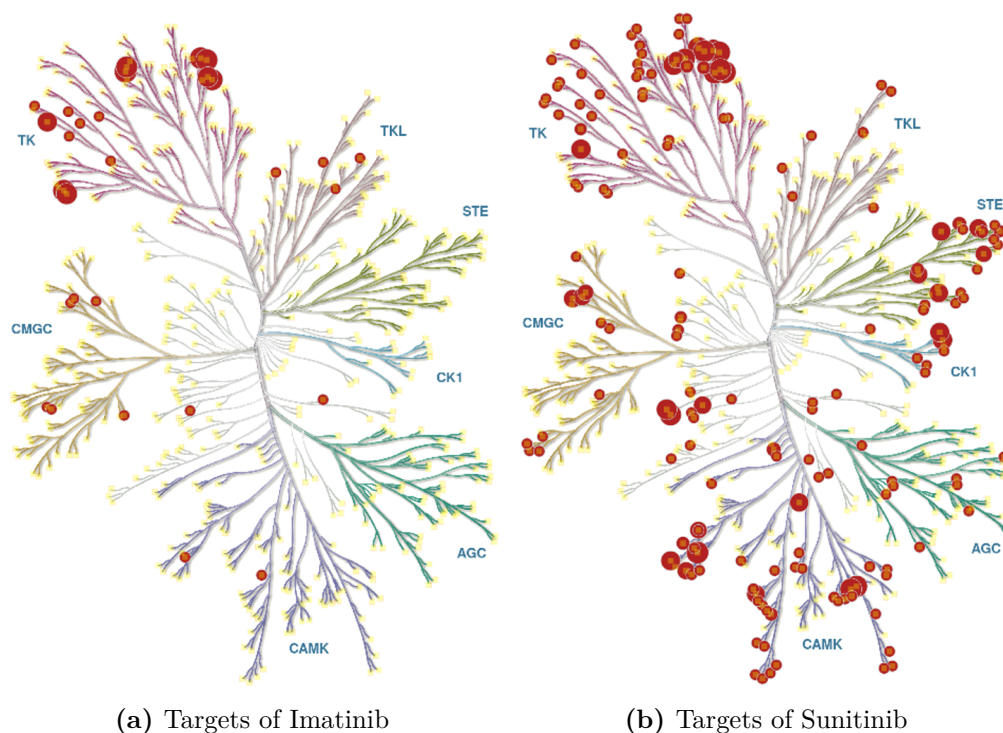 TK
TKL
STE
CMGC
CK1
AGC
CAMK
(a) Targets of Imatinib
TK
TKL
STE
CMGC
CK1
AGC
CAMK
(b) Targets of Sunitinib